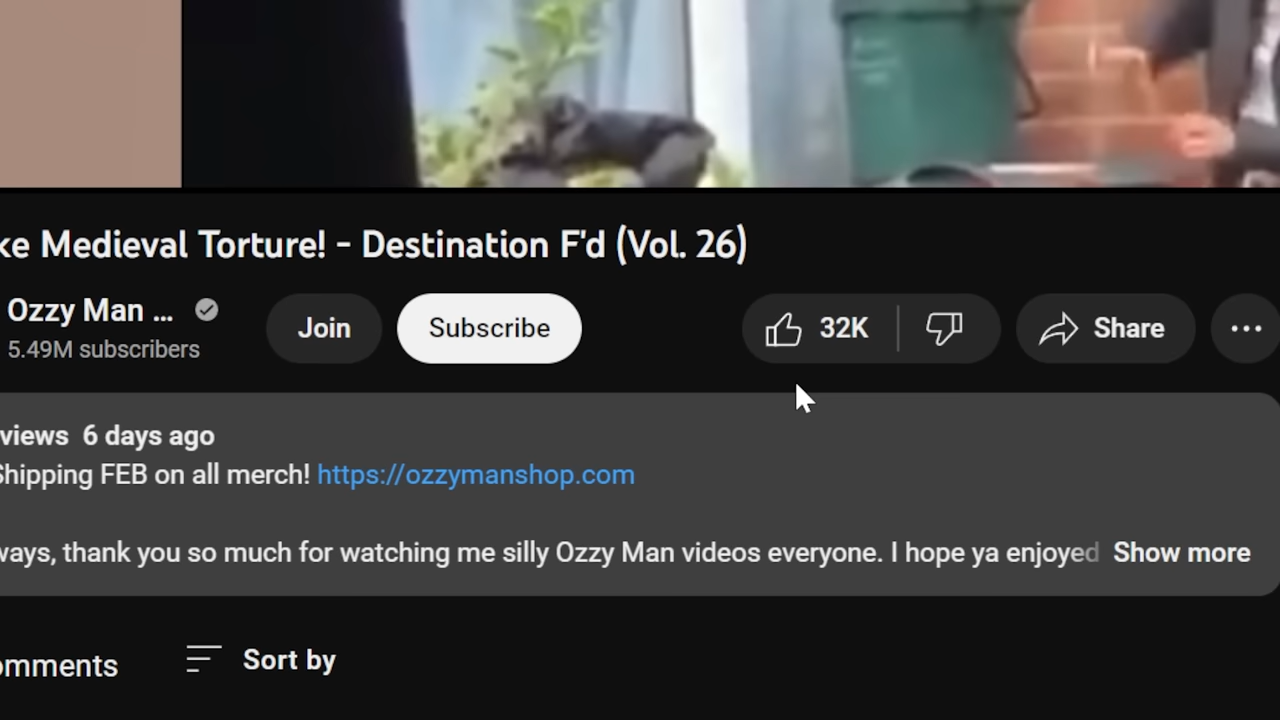 ke Medieval Torture! - Destination F'd (Vol. 26)
Ozzy Man ...
5.49M subscribers
Join
Subscribe
32K
Share
views 6 days ago
Shipping FEB on all merch! https://ozzymanshop.com
ways, thank you so much for watching me silly Ozzy Man videos everyone. I hope ya enjoyed Show more
omments
Sort by